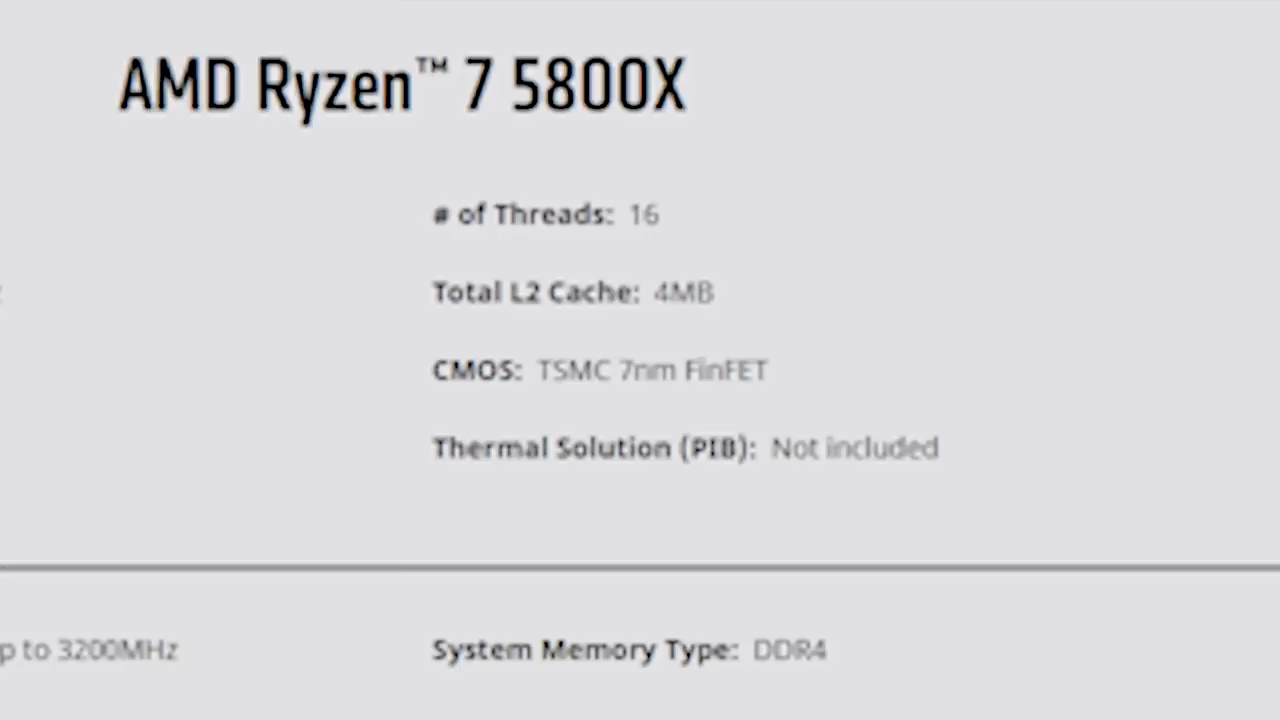 AMD Ryzen™ 7 5800X
# of Threads: 16
Total L2 Cache: 4MB
CMOS: TSMC 7nm FinFET
Thermal Solution (PIB): Not included
to 3200MHz
System Memory Type: DDR4